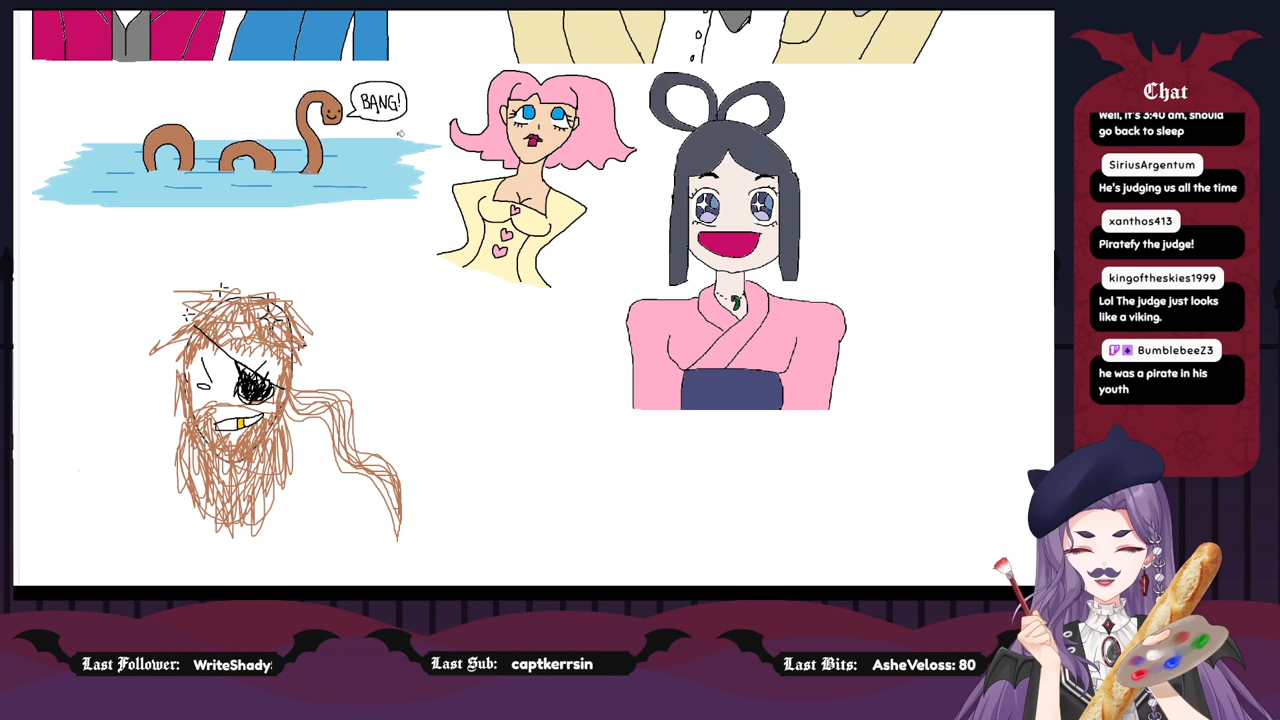 BANG!
Chat
Well, it's 3:40 am, should
go back to sleep
SiriusArgentum
He's judging us all the time
xanthos413
Piratefy the judge!
kingoftheskies1999
Lol The judge just looks
like a viking.
BumblebeeZ3
he was a pirate in his
youth
Last Follower: WriteShady
Last Sub: captkerrsin
Last Bits: AsheVeloss: 80